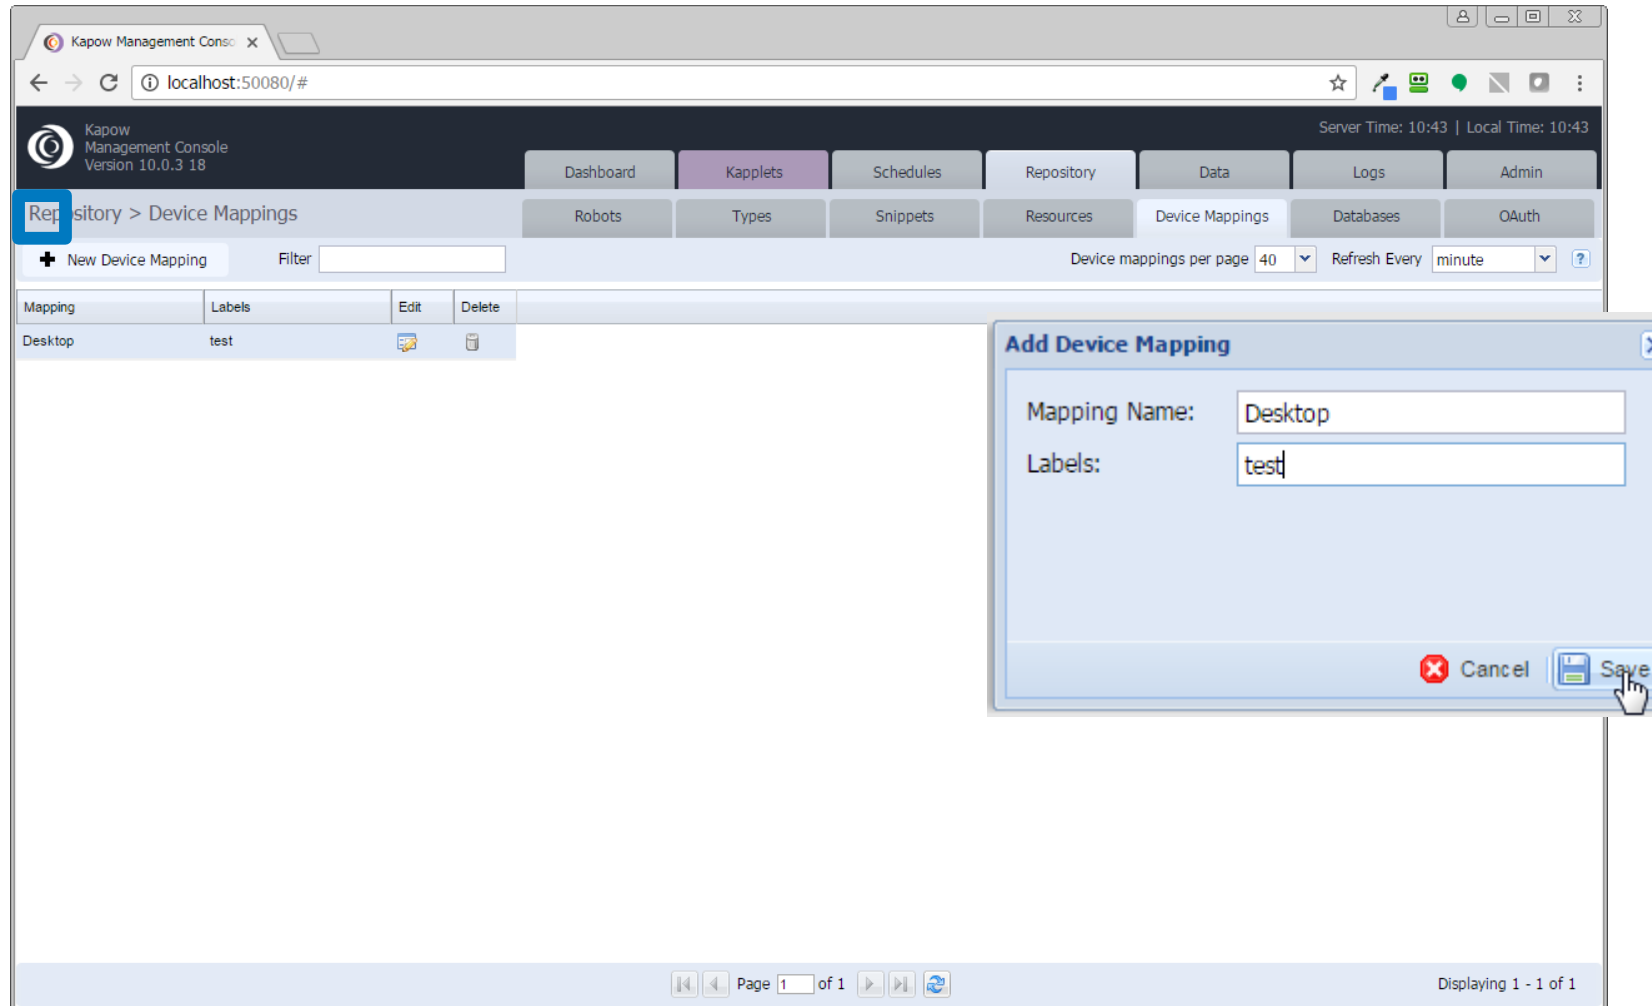 Kapow Management Conso
localhost:50080/#
Kapow
Management Console
Version 10.0.3 18
Server Time: 10:43 | Local Time: 10:43
Dashboard Kapplets Schedules Repository Data Logs Admin
Repository > Device Mappings
Robots Types Snippets Resources Device Mappings Databases OAuth
New Device Mapping Filter Device mappings per page 40 Refresh Every minute ?
Mapping Labels Edit Delete
Desktop test
Add Device Mapping
Mapping Name: Desktop
Labels: test
Cancel Save
Page 1 of 1
Displaying 1 - 1 of 1